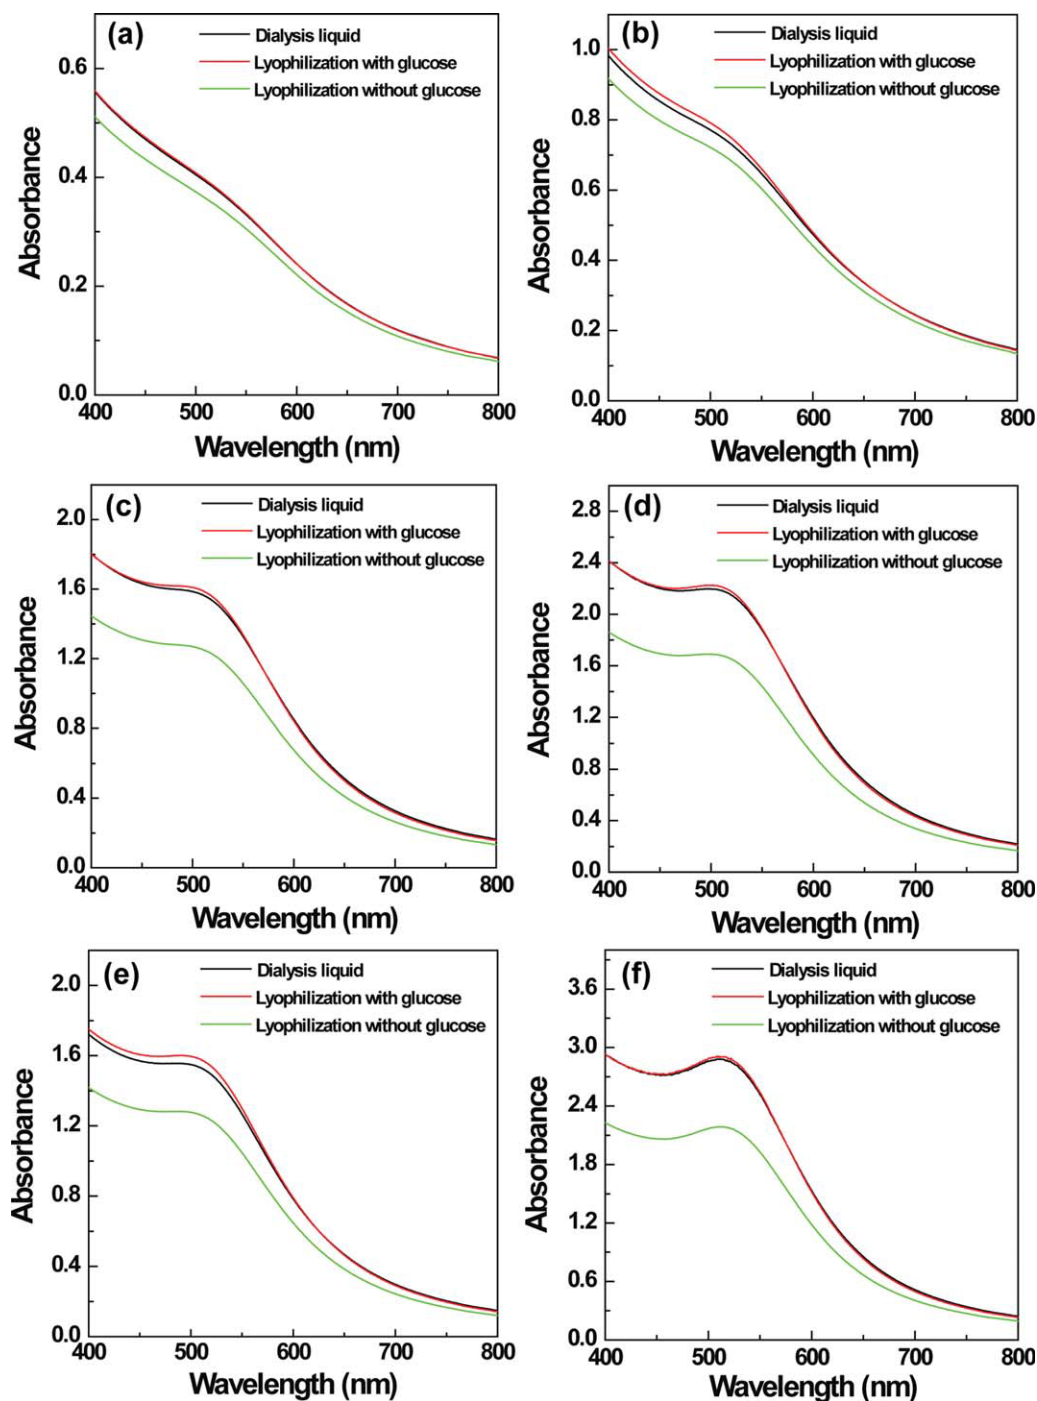 (a)
Dialysis liquid
Lyophilization with glucose
Lyophilization without glucose
0.6
0.4
0.2
0.0
Absorbance
400 500 600 700 800
Wavelength (nm)
(b)
Dialysis liquid
Lyophilization with glucose
Lyophilization without glucose
1.0
0.8
0.6
0.4
0.2
0.0
Absorbance
400 500 600 700 800
Wavelength (nm)
(c)
Dialysis liquid
Lyophilization with glucose
Lyophilization without glucose
2.0
1.6
1.2
0.8
0.4
0.0
Absorbance
400 500 600 700 800
Wavelength (nm)
(d)
Dialysis liquid
Lyophilization with glucose
Lyophilization without glucose
2.8
2.4
2.0
1.6
1.2
0.8
0.4
0.0
Absorbance
400 500 600 700 800
Wavelength (nm)
(e)
Dialysis liquid
Lyophilization with glucose
Lyophilization without glucose
2.0
1.6
1.2
0.8
0.4
0.0
Absorbance
400 500 600 700 800
Wavelength (nm)
(f)
Dialysis liquid
Lyophilization with glucose
Lyophilization without glucose
3.6
3.0
2.4
1.8
1.2
0.6
0.0
Absorbance
400 500 600 700 800
Wavelength (nm)